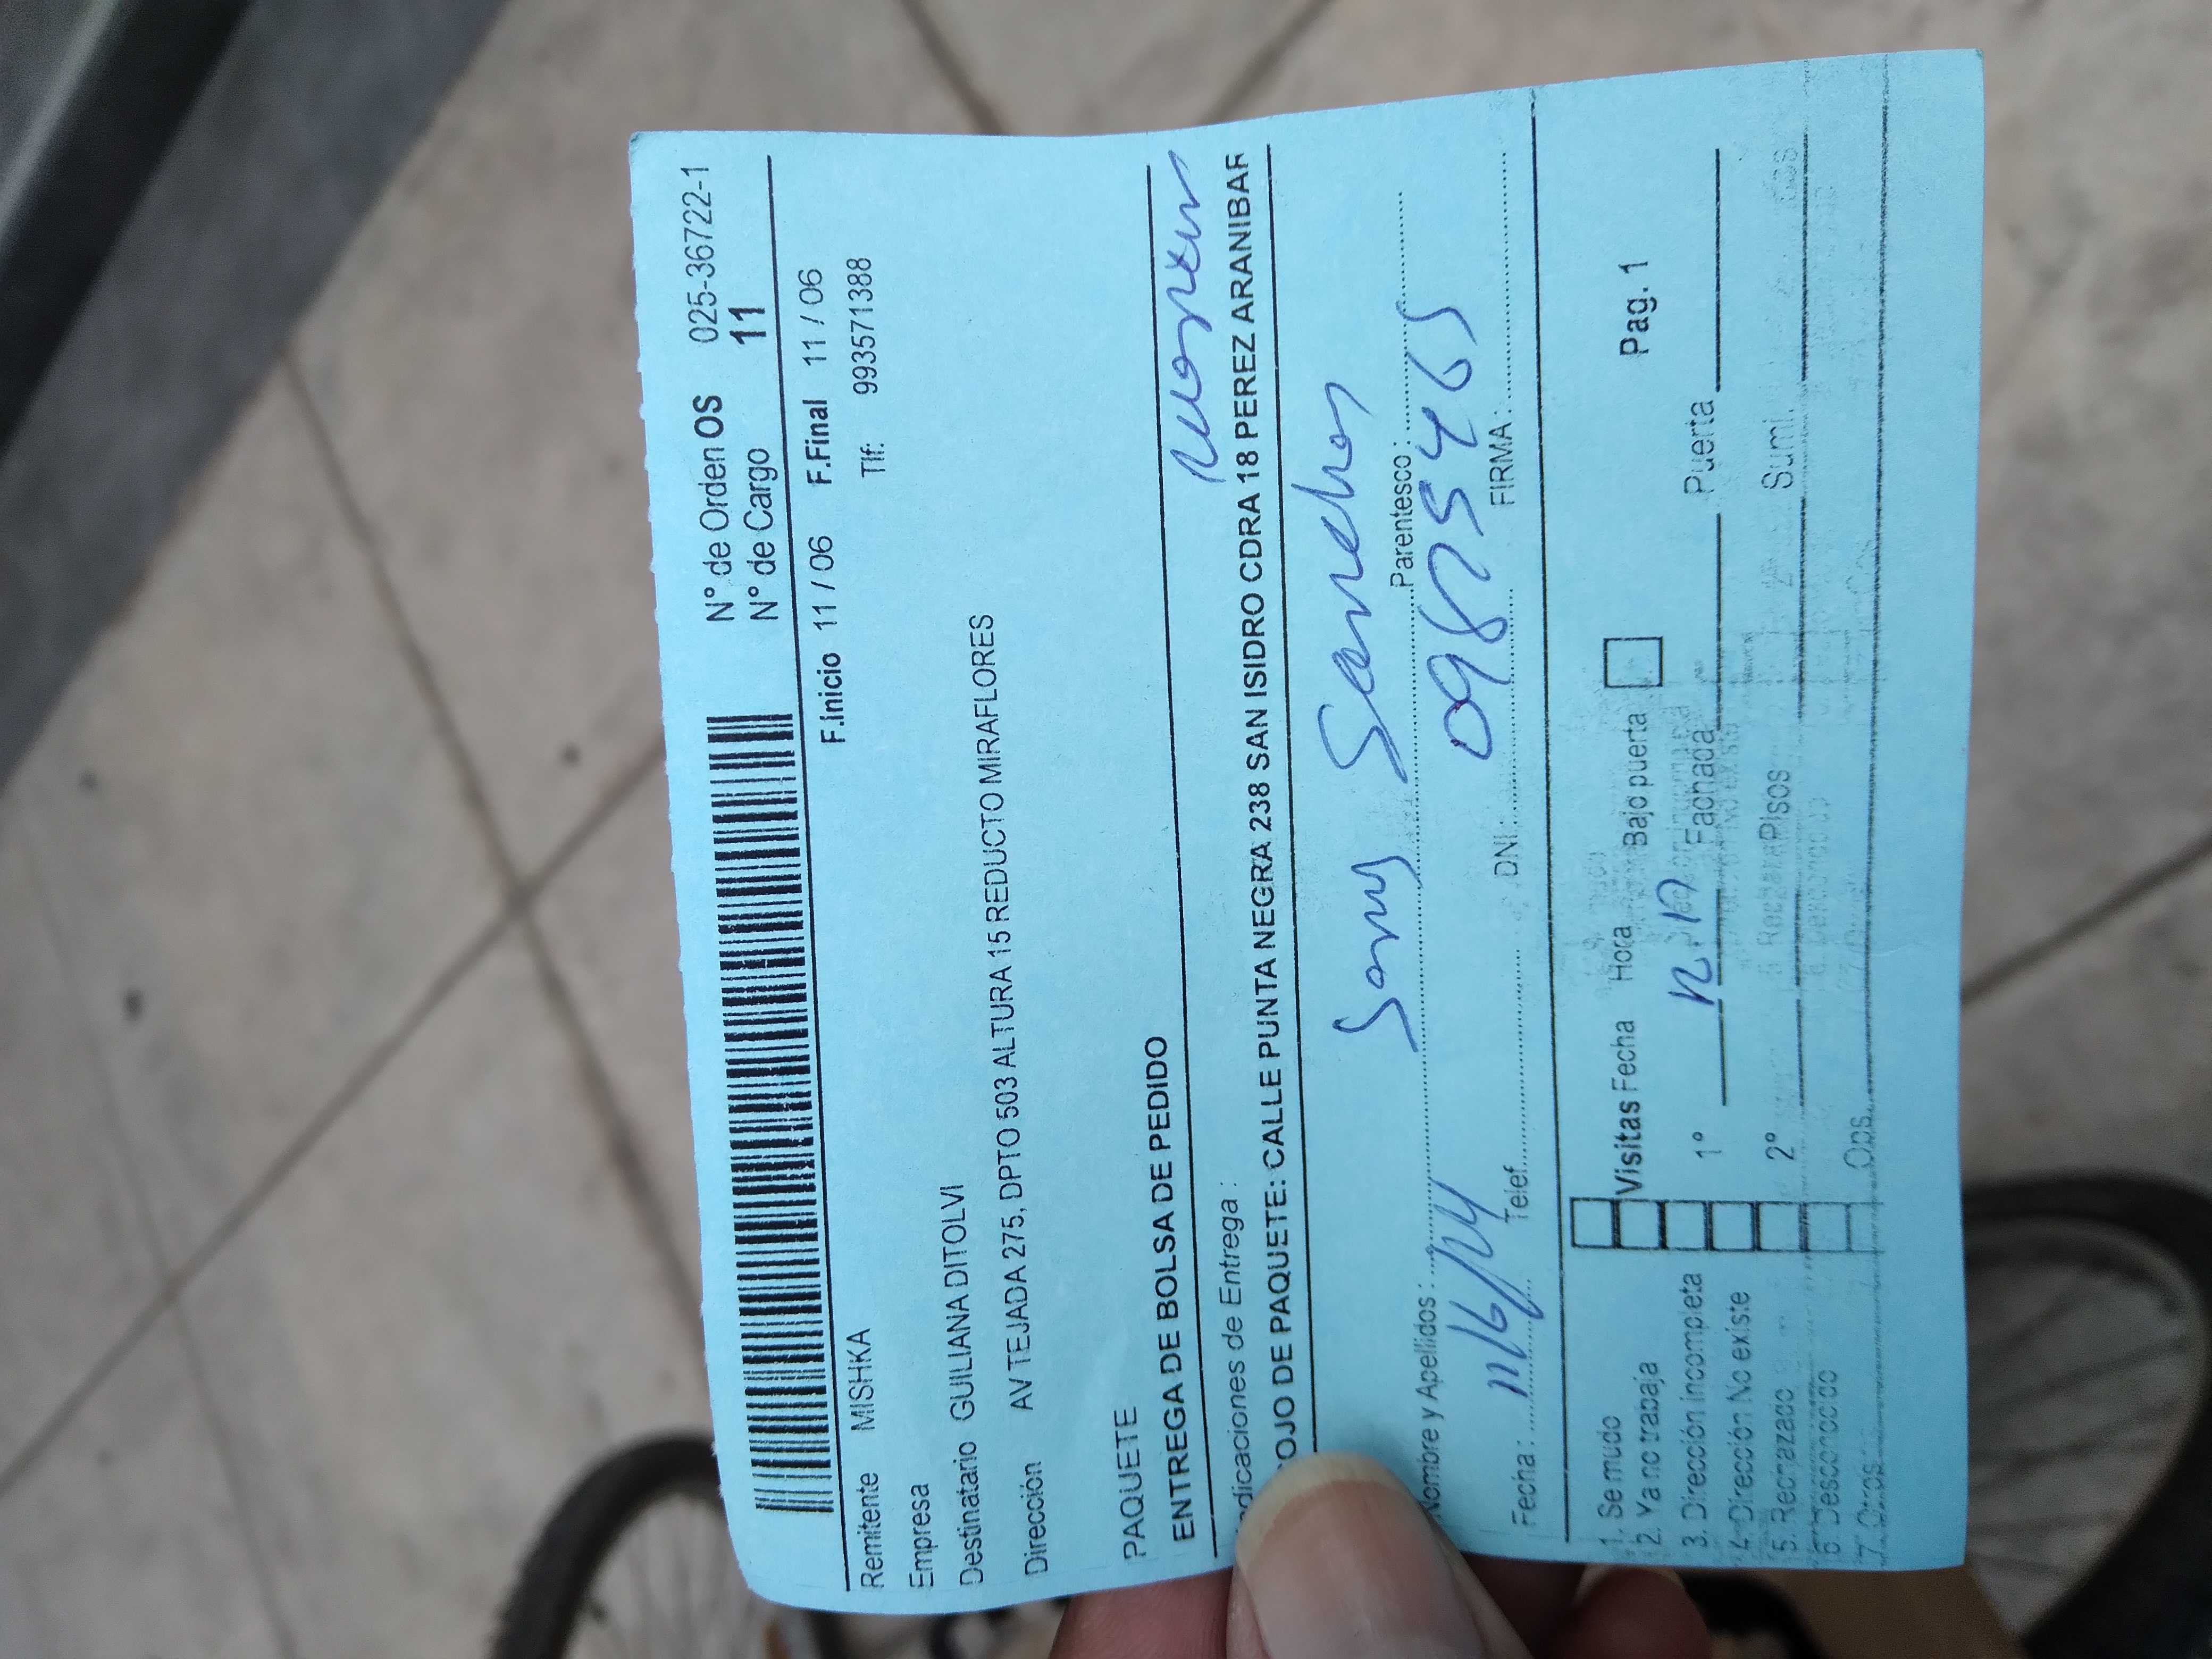 N° de Orden OS 025-36722-1
N° de Cargo 11
F.Inicio 11 / 06 F.Final 11 / 06
Remitente MISHKA
Tlf: 993571388
Empresa
Destinatario GUILIANA DITOLVI
Dirección AV TEJADA 275, DPTO 503 ALTURA 15 REDUCTO MIRAFLORES
PAQUETE
ENTREGA DE BOLSA DE PEDIDO
dicaciones de Entrega :
OJO DE PAQUETE: CALLE PUNTA NEGRA 238 SAN ISIDRO CDRA 18 PEREZ ARANIBAR
Sanchos
Nombre y Apellidos : Parentesco :
11/6/24 09875465
Fecha : Telef. DNI : FIRMA :
1. Se mudo
2. Ya no trabaja
3. Dirección incompleta
4. Dirección No existe
5. Rechazado
6. Desconocido
7. Otros
Visitas Fecha Hora Bajo puerta Pag. 1
1° Fachada Puerta
2° Pisos Sumi.
Obs.